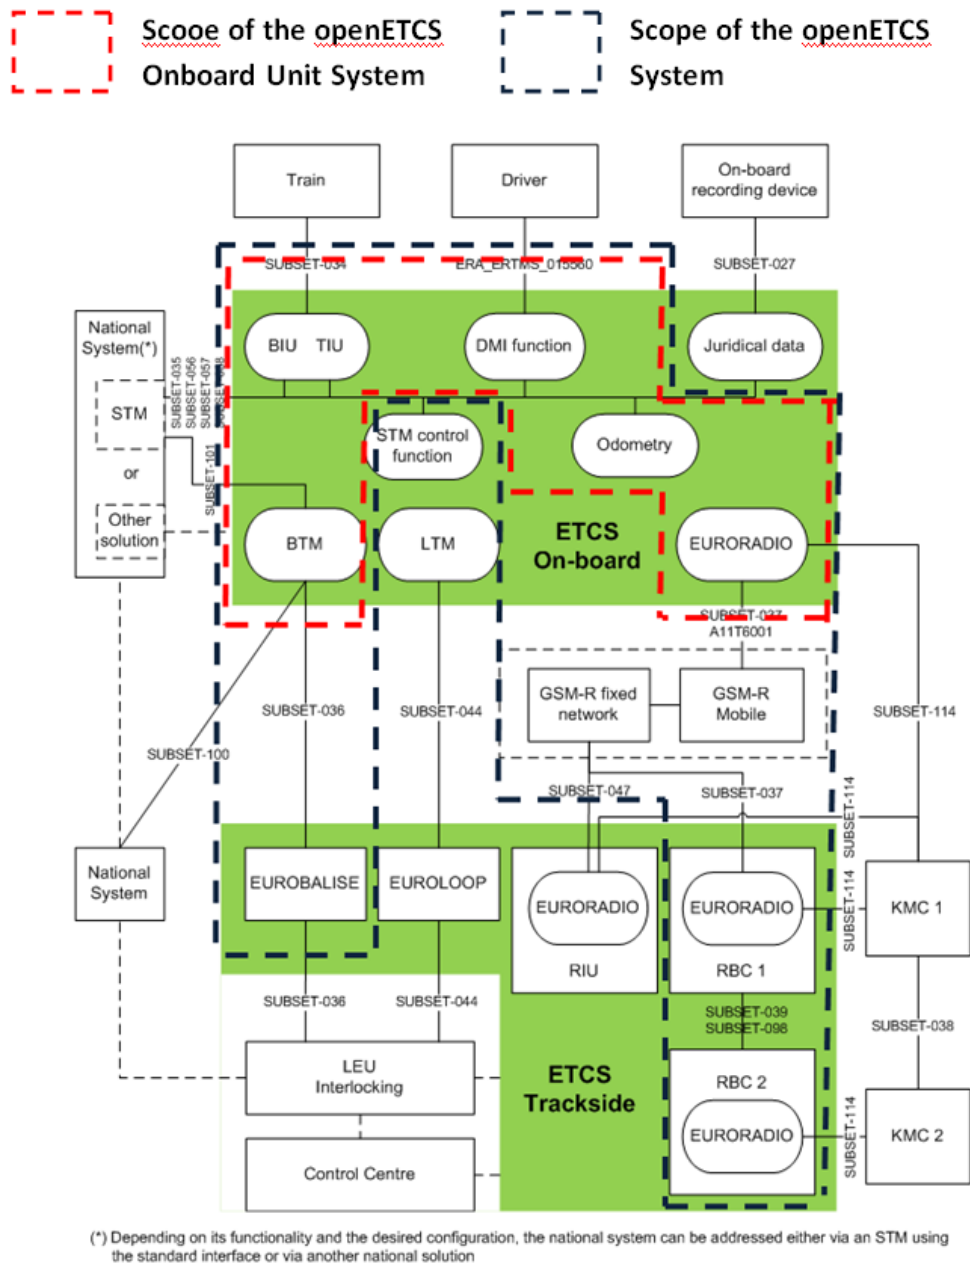 Scooe of the openETCS
Onboard Unit System
Scope of the openETCS
System
Train
Driver
On-board
recording device
SUBSET-034
ERA_ERTMS_015560
SUBSET-027
National
System(*)
BIU TIU
DMI function
Juridical data
SUBSET-035
SUBSET-056
SUBSET-057
STM
STM control
function
Odometry
or
SUBSET-101
Other
solution
BTM
LTM
ETCS
On-board
EURORADIO
SUBSET-037
A11T6001
GSM-R fixed
network
GSM-R
Mobile
SUBSET-036
SUBSET-044
SUBSET-114
SUBSET-100
SUBSET-047
SUBSET-037
SUBSET-114
National
System
EUROBALISE
EUROLOOP
EURORADIO
RIU
EURORADIO
RBC 1
SUBSET-114
KMC 1
SUBSET-036
SUBSET-044
SUBSET-039
SUBSET-098
SUBSET-038
LEU
Interlocking
ETCS
Trackside
RBC 2
EURORADIO
SUBSET-114
KMC 2
Control Centre
(*) Depending on its functionality and the desired configuration, the national system can be addressed either via an STM using
the standard interface or via another national solution